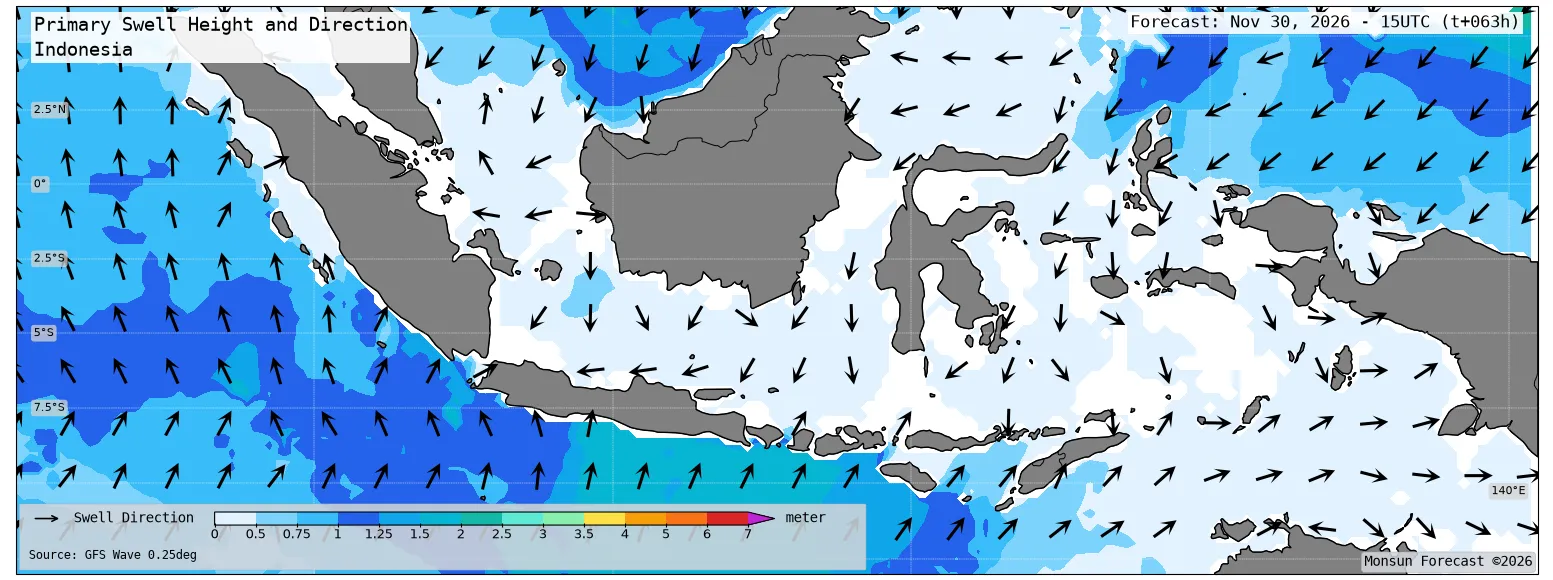 Primary Swell Height and Direction
Indonesia
Forecast: Nov 30, 2026 - 15UTC (t+063h)
2.5°N
0°
2.5°S
5°S
7.5°S
140°E
Swell Direction
0 0.5 0.75 1 1.25 1.5 2 2.5 3 3.5 4 5 6 7
meter
Source: GFS Wave 0.25deg
Monsun Forecast ©2026